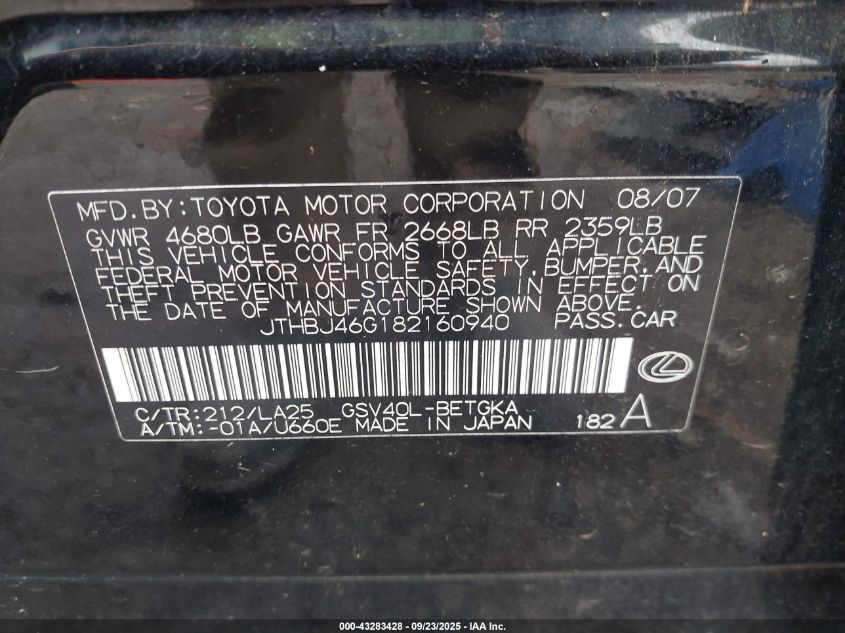 MFD.BY:TOYOTA MOTOR CORPORATION 08/07
GVWR 4680LB GAWR FR 2668LB RR 2359LB
THIS VEHICLE CONFORMS TO ALL APPLICABLE
FEDERAL MOTOR VEHICLE SAFETY,BUMPER,AND
THEFT PREVENTION STANDARDS IN EFFECT ON
THE DATE OF MANUFACTURE SHOWN ABOVE.
JTHBJ46G182160940 PASS.CAR
C/TR:212/LA25 GSV40L-BETGKA
A/TM:-01A/U660E MADE IN JAPAN 182 A
000-43283428 - 09/23/2025 - IAA Inc.